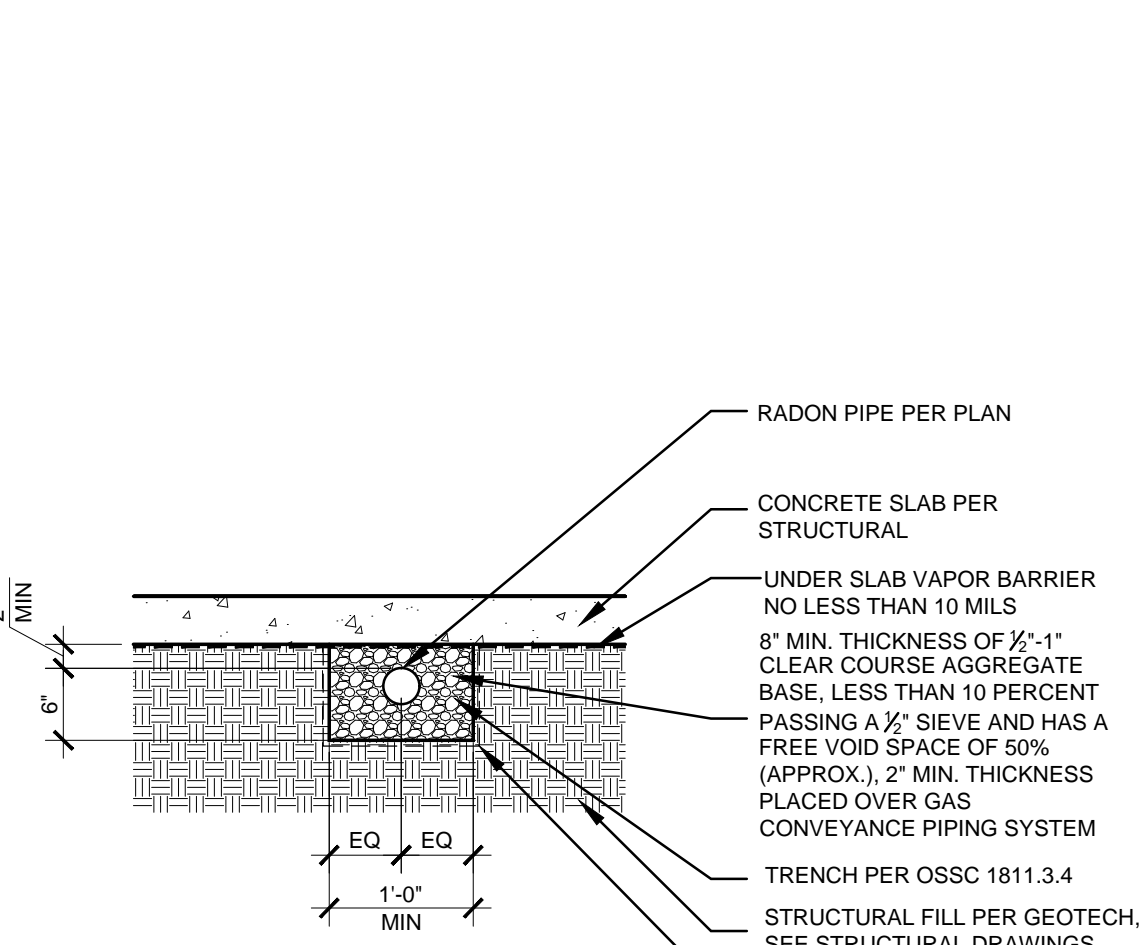 RADON PIPE PER PLAN
CONCRETE SLAB PER
STRUCTURAL
UNDER SLAB VAPOR BARRIER
NO LESS THAN 10 MILS
8" MIN. THICKNESS OF ½"-1"
CLEAR COURSE AGGREGATE
BASE, LESS THAN 10 PERCENT
PASSING A ½" SIEVE AND HAS A
FREE VOID SPACE OF 50%
(APPROX.), 2" MIN. THICKNESS
PLACED OVER GAS
CONVEYANCE PIPING SYSTEM
TRENCH PER OSSC 1811.3.4
STRUCTURAL FILL PER GEOTECH,
SEE STRUCTURAL DRAWINGS
MIN
6"
EQ EQ
1'-0"
MIN